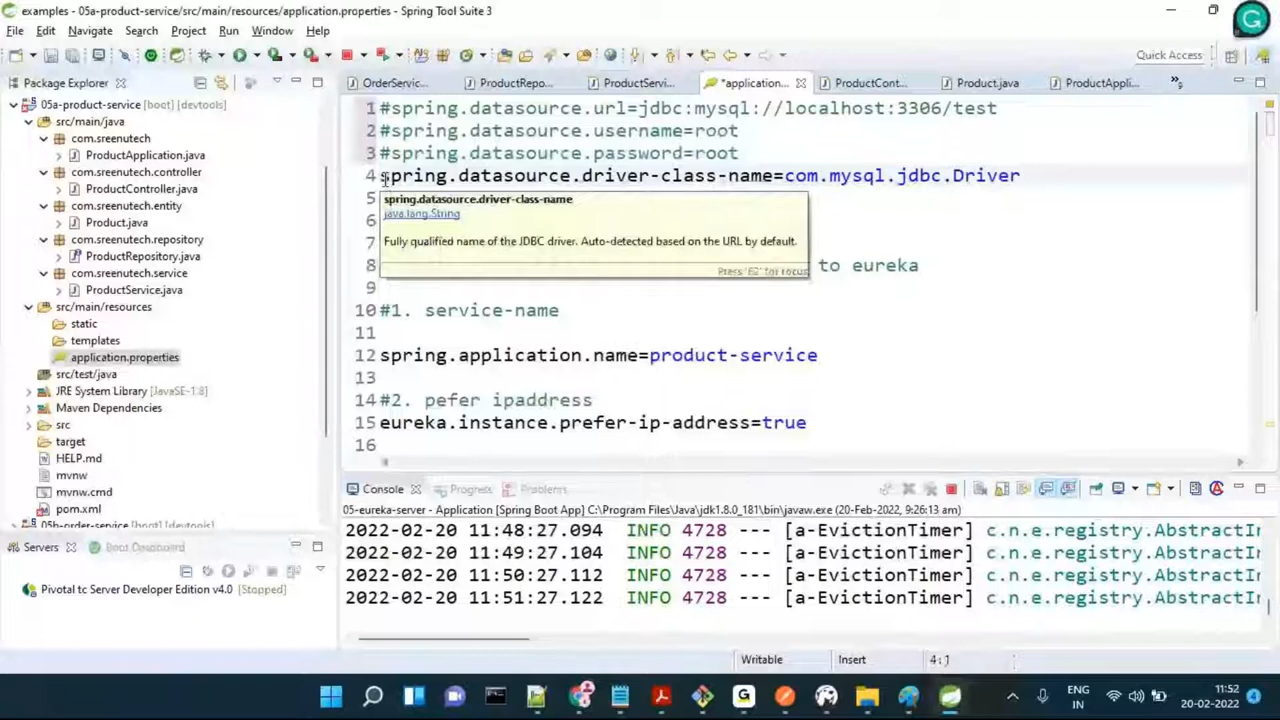 examples - 05a-product-service/src/main/resources/application.properties - Spring Tool Suite 3
File Edit Source Navigate Search Project Run Window Help
Quick Access
Package Explorer
OrderServic... ProductRepo... ProductServi... *application... ProductCont... Product.java ProductAppli...
05a-product-service [boot] [devtools]
src/main/java
com.sreenutech
ProductApplication.java
com.sreenutech.controller
ProductController.java
com.sreenutech.entity
Product.java
com.sreenutech.repository
ProductRepository.java
com.sreenutech.service
ProductService.java
src/main/resources
static
templates
application.properties
src/test/java
JRE System Library [JavaSE-1.8]
Maven Dependencies
src
target
HELP.md
mvnw
mvnw.cmd
pom.xml
05b-order-service [devtools]
1 #spring.datasource.url=jdbc:mysql://localhost:3306/test
2 #spring.datasource.username=root
3 #spring.datasource.password=root
4 spring.datasource.driver-class-name=com.mysql.jdbc.Driver
5
6
7
8 to eureka
9
10 #1. service-name
11
12 spring.application.name=product-service
13
14 #2. pefer ipaddress
15 eureka.instance.prefer-ip-address=true
16
spring.datasource.driver-class-name
java.lang.String
Fully qualified name of the JDBC driver. Auto-detected based on the URL by default.
Press 'F2' for focus
Servers Boot Dashboard
Pivotal tc Server Developer Edition v4.0 [Stopped]
Console Progress Problems
05-eureka-server - Application [Spring Boot App] C:\Program Files\Java\jdk1.8.0_181\bin\javaw.exe (20-Feb-2022, 9:26:13 am)
2022-02-20 11:48:27.094 INFO 4728 --- [a-EvictionTimer] c.n.e.registry.AbstractIn
2022-02-20 11:49:27.104 INFO 4728 --- [a-EvictionTimer] c.n.e.registry.AbstractIn
2022-02-20 11:50:27.112 INFO 4728 --- [a-EvictionTimer] c.n.e.registry.AbstractIn
2022-02-20 11:51:27.122 INFO 4728 --- [a-EvictionTimer] c.n.e.registry.AbstractIn
Writable Insert 4:1
ENG
IN
11:52
20-02-2022